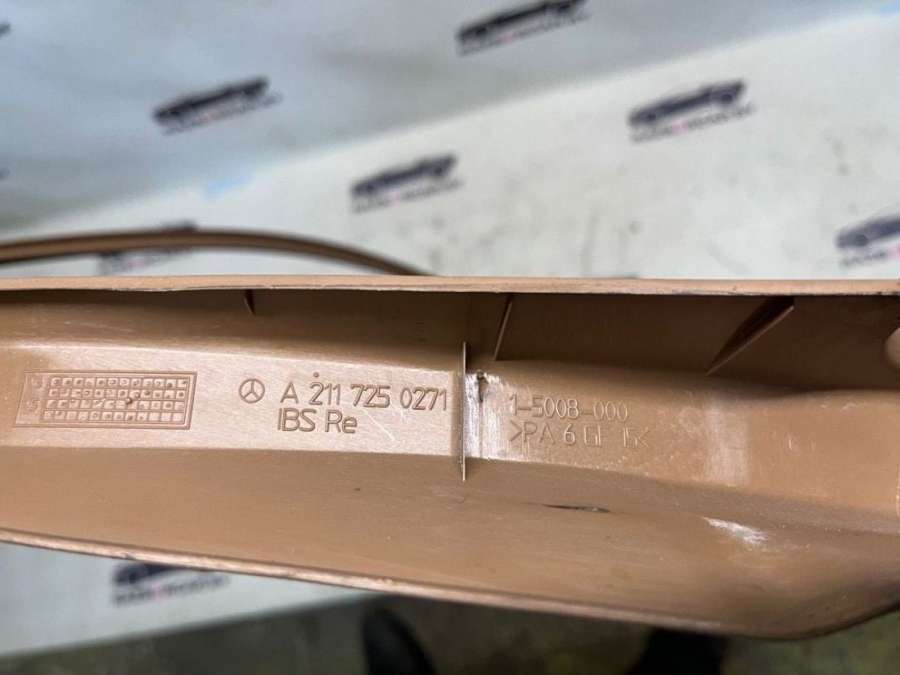 A 211 725 0271
IBS Re
1-5008-000
>PA 6 GF 15<